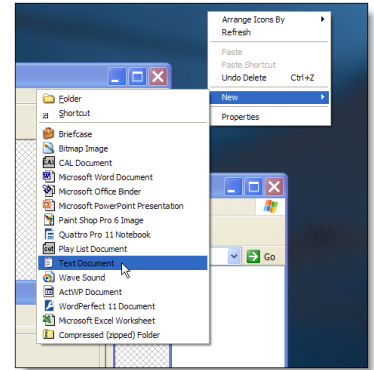 Arrange Icons By
Refresh
Paste
Paste Shortcut
Undo Delete Ctrl+Z
New
Properties
Folder
Shortcut
Briefcase
Bitmap Image
CAL Document
Microsoft Word Document
Microsoft Office Binder
Microsoft PowerPoint Presentation
Paint Shop Pro 6 Image
Quattro Pro 11 Notebook
Play List Document
Text Document
Wave Sound
ActWP Document
WordPerfect 11 Document
Microsoft Excel Worksheet
Compressed (zipped) Folder
Go